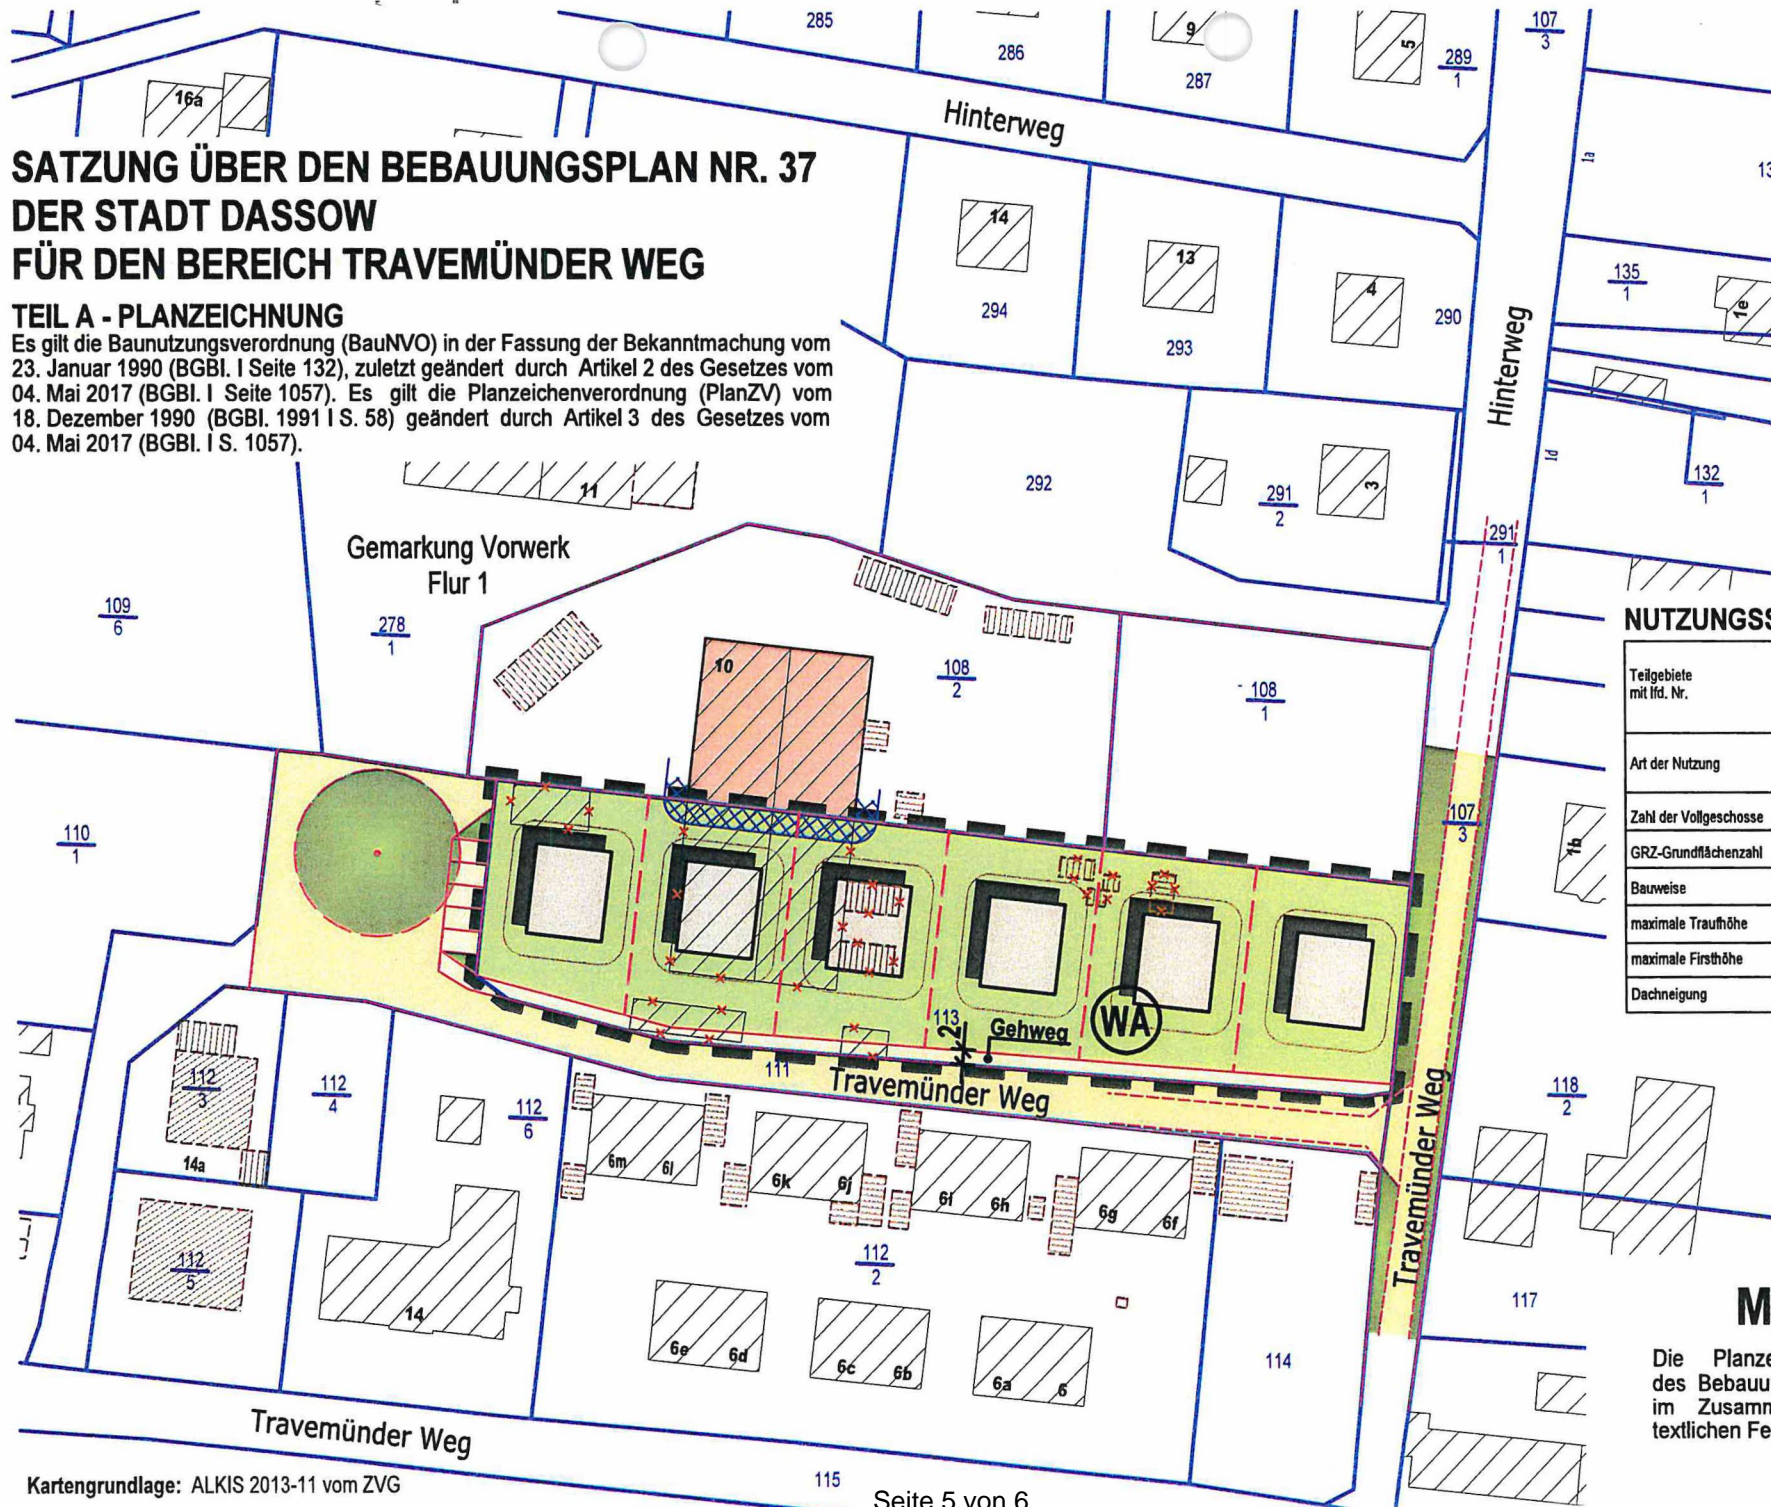 285
286
9
287
5
289
1
107
3
16a
Hinterweg
1a
13
SATZUNG ÜBER DEN BEBAUUNGSPLAN NR. 37
DER STADT DASSOW
FÜR DEN BEREICH TRAVEMÜNDER WEG
TEIL A - PLANZEICHNUNG
Es gilt die Baunutzungsverordnung (BauNVO) in der Fassung der Bekanntmachung vom
23. Januar 1990 (BGBl. I Seite 132), zuletzt geändert durch Artikel 2 des Gesetzes vom
04. Mai 2017 (BGBl. I Seite 1057). Es gilt die Planzeichenverordnung (PlanZV) vom
18. Dezember 1990 (BGBl. 1991 I S. 58) geändert durch Artikel 3 des Gesetzes vom
04. Mai 2017 (BGBl. I S. 1057).
14
13
4
294
293
290
135
1
1e
Hinterweg
11
292
291
2
3
1d
132
1
291
1
Gemarkung Vorwerk
Flur 1
109
6
278
1
10
108
2
108
1
NUTZUNGSS
Teilgebiete
mit lfd. Nr.
Art der Nutzung
Zahl der Vollgeschosse
GRZ-Grundflächenzahl
Bauweise
maximale Traufhöhe
maximale Firsthöhe
Dachneigung
110
1
107
3
1b
113
2
Gehweg
WA
111
Travemünder Weg
Travemünder Weg
112
3
112
4
112
6
14a
6m
6l
6k
6j
6i
6h
6g
6f
118
2
112
5
14
112
2
6e
6d
6c
6b
6a
6
114
117
M
Die Planze
des Bebauu
im Zusamm
textlichen Fe
Travemünder Weg
115
Kartengrundlage: ALKIS 2013-11 vom ZVG
Seite 5 von 6